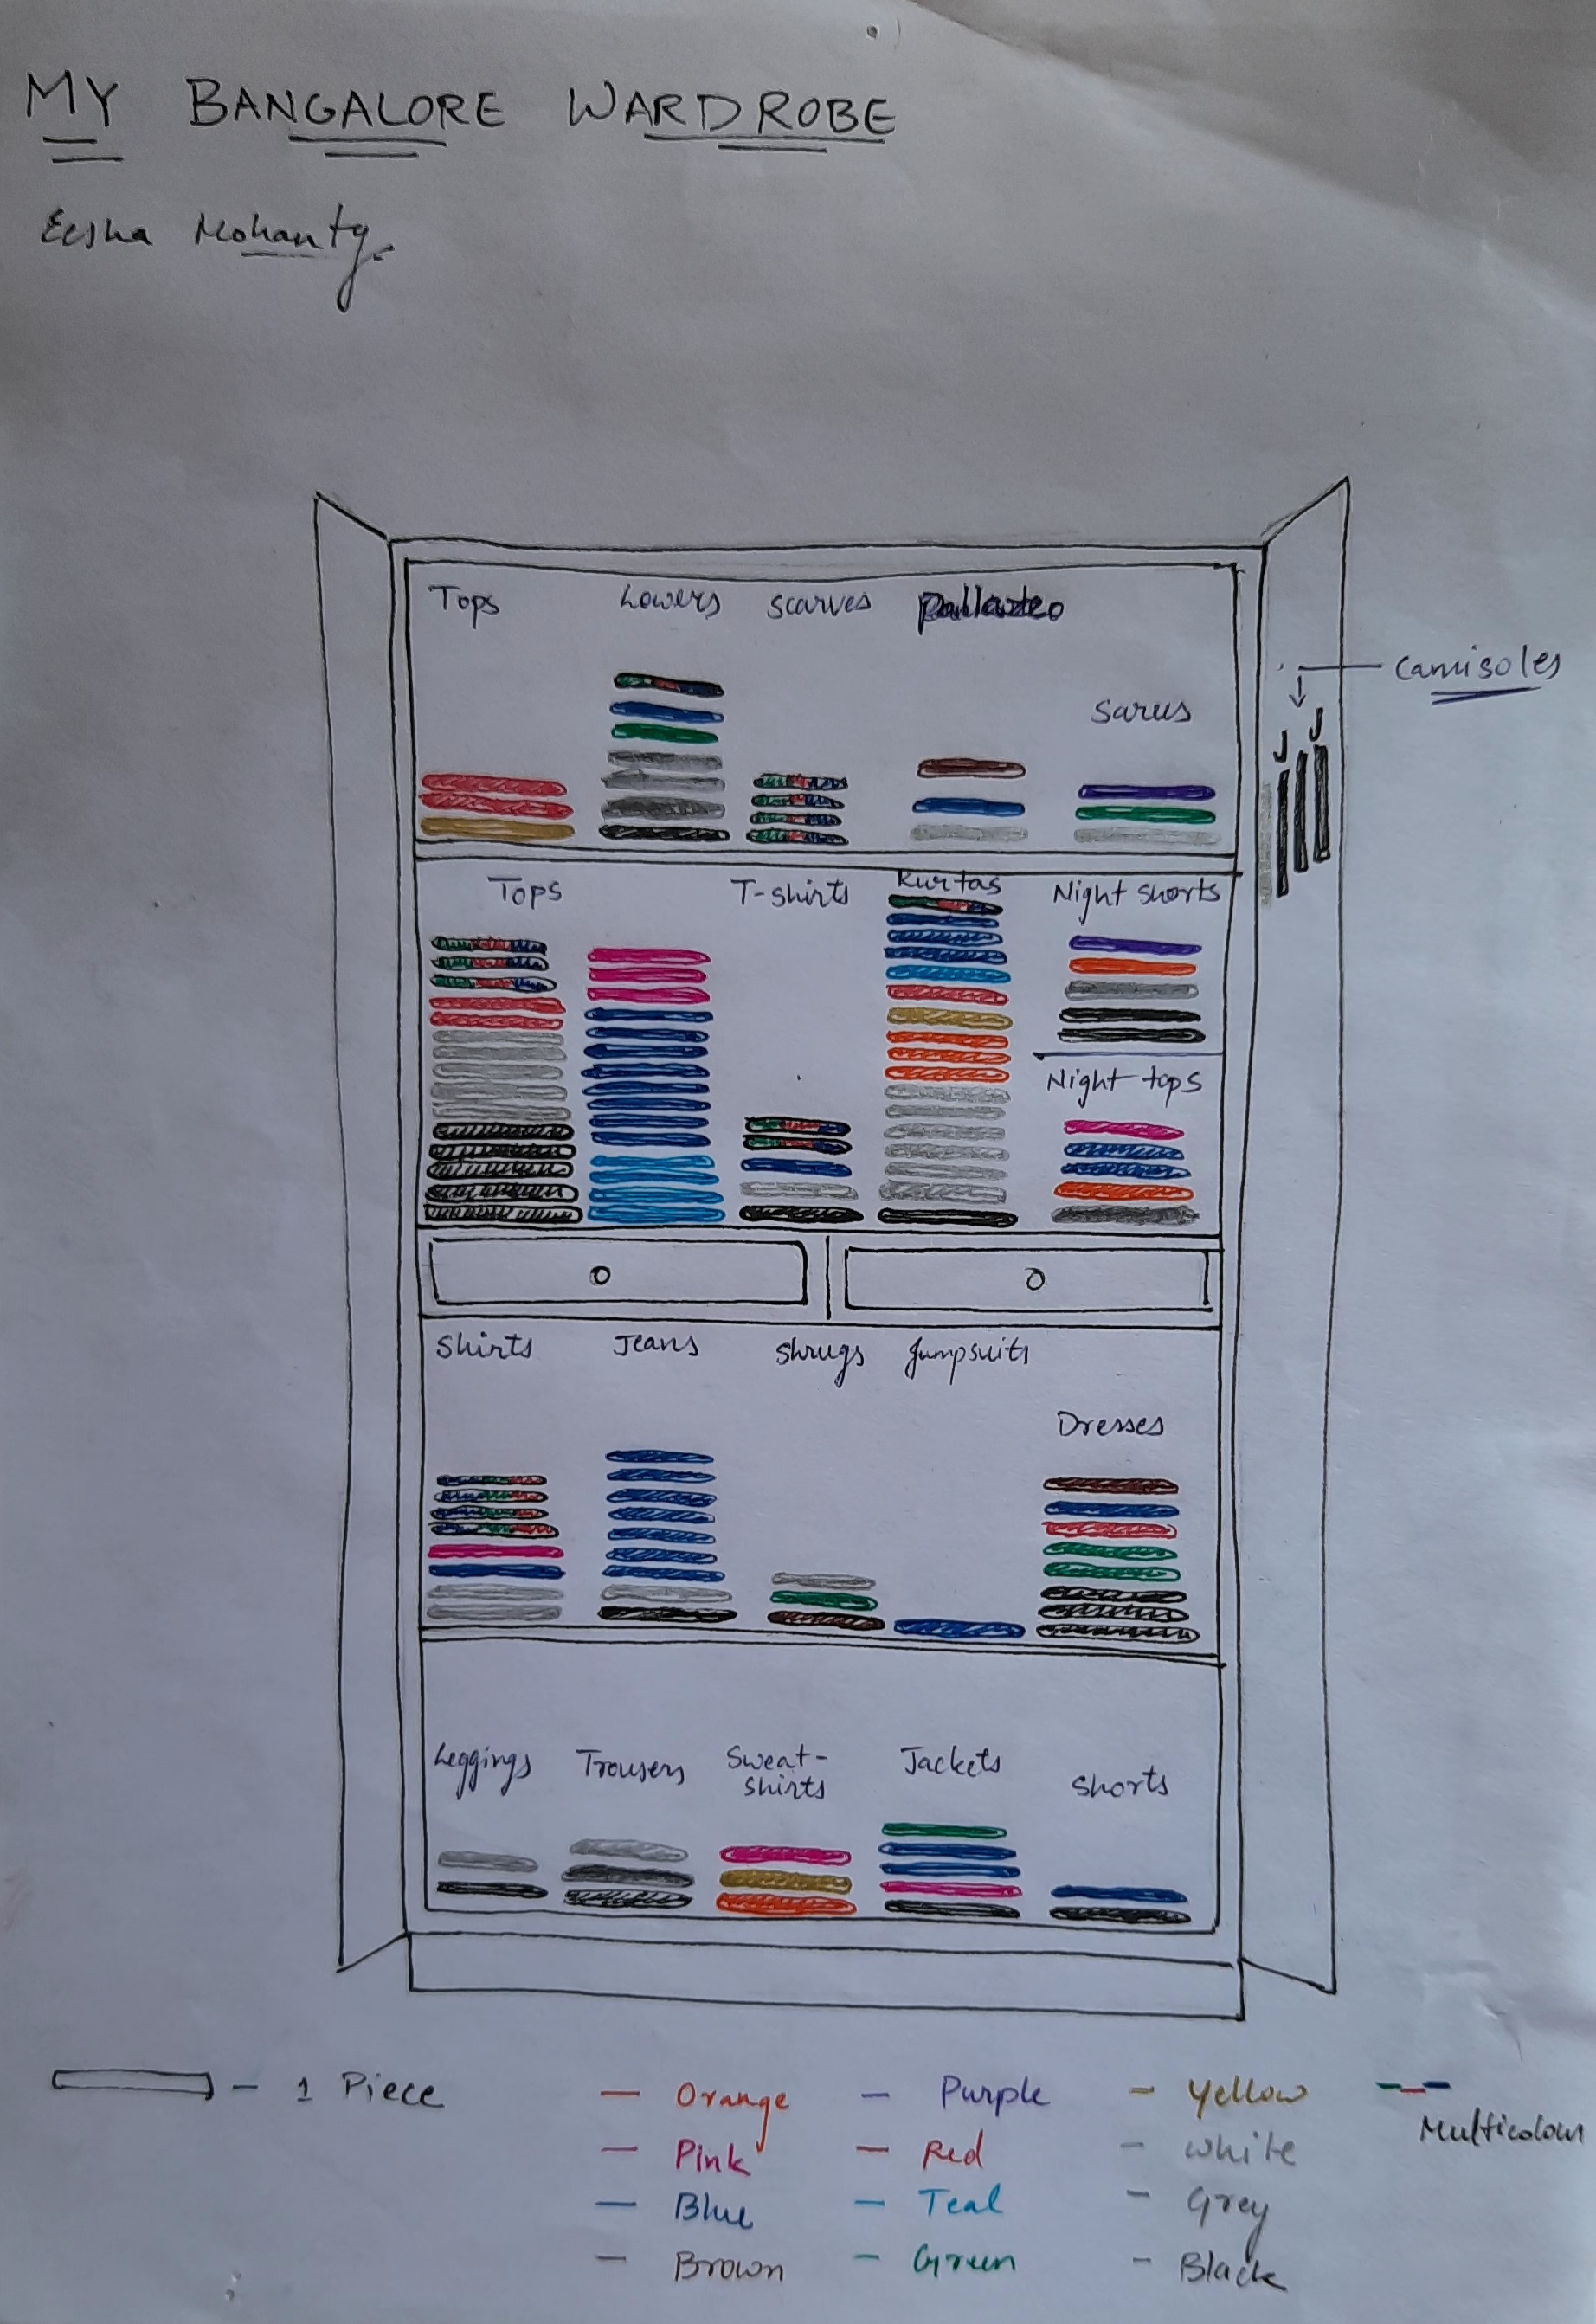 MY BANGALORE WARDROBE
Eesha Mohanty.
Tops Lowers Scarves Pallazzo
Sarees
Camisoles
Tops T-shirts Kurtas Night shorts
Night tops
Shirts Jeans Shrugs Jumpsuits
Dresses
Leggings Trousers Sweat-
shirts Jackets Shorts
- 1 Piece
- Orange - Purple - Yellow
Multicolour
- Pink - Red - White
- Blue - Teal - Grey
- Brown - Green - Black